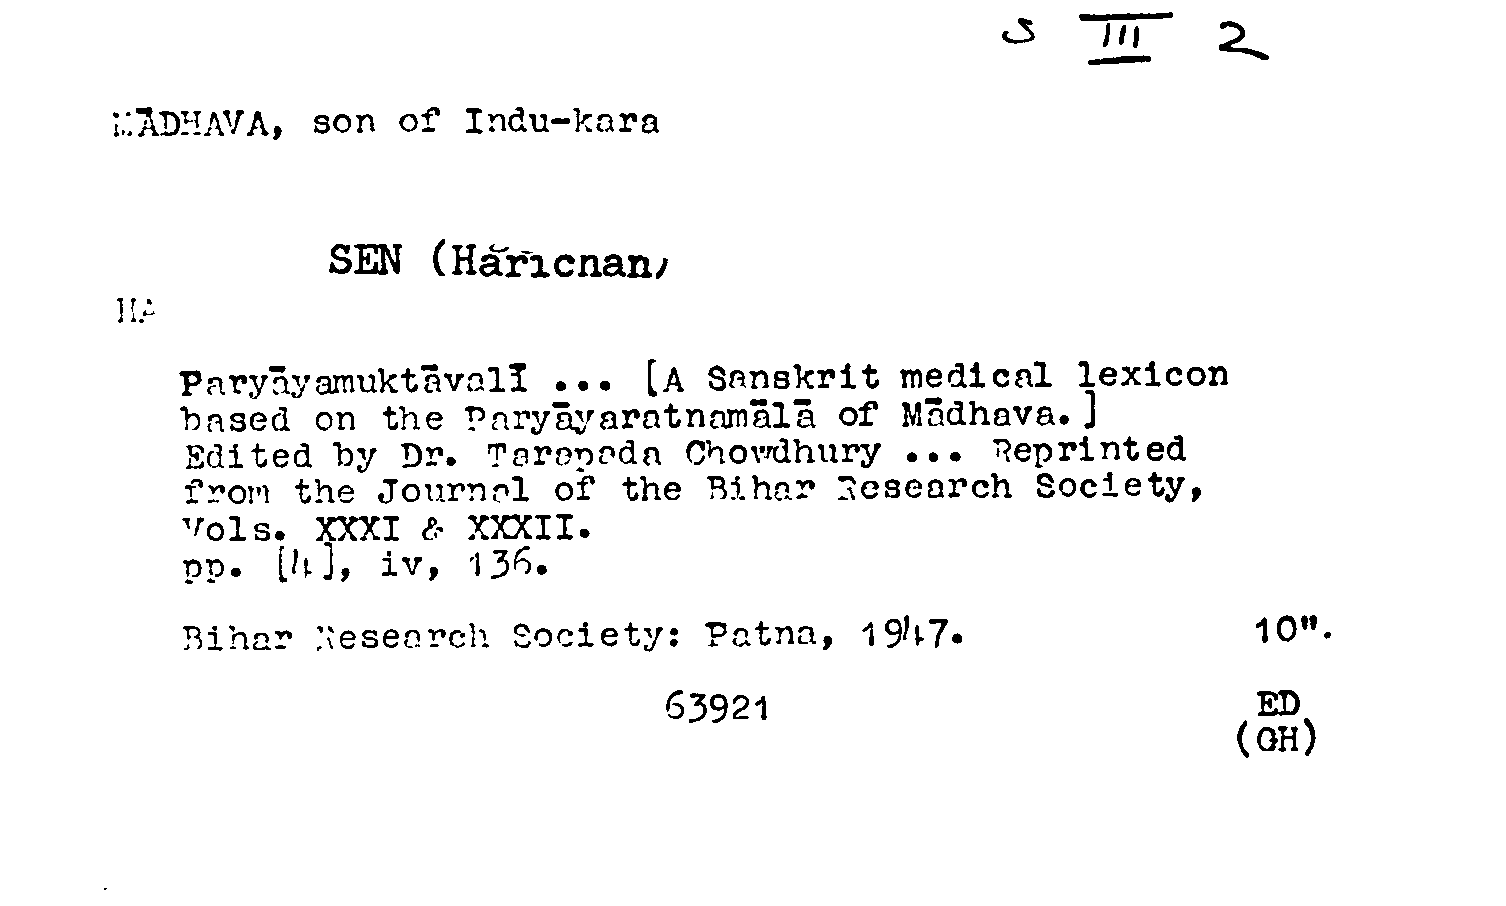 S III 2
MĀDHAVA, son of Indu-kara
SEN (Haricnan)
HA
Paryāyamuktāvalī ... [A Sanskrit medical lexicon
based on the Paryāyaratnamālā of Mādhava.]
Edited by Dr. Tarapada Chowdhury ... Reprinted
from the Journal of the Bihar Research Society,
Vols. XXXI & XXXII.
pp. [4], iv, 136.
Bihar Research Society: Patna, 1947. 10".
63921 ED
(GH)